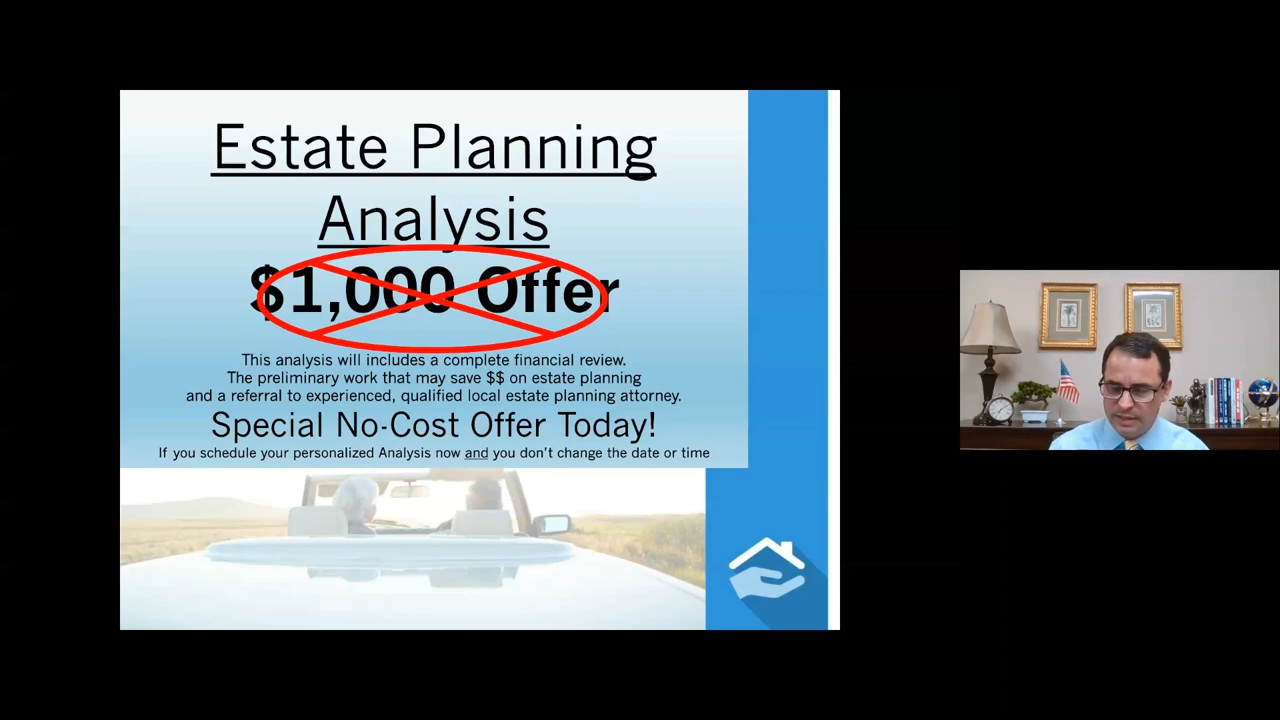 Estate Planning
Analysis
$1,000 Offer
This analysis will includes a complete financial review.
The preliminary work that may save $$ on estate planning
and a referral to experienced, qualified local estate planning attorney.
Special No-Cost Offer Today!
If you schedule your personalized Analysis now and you don't change the date or time